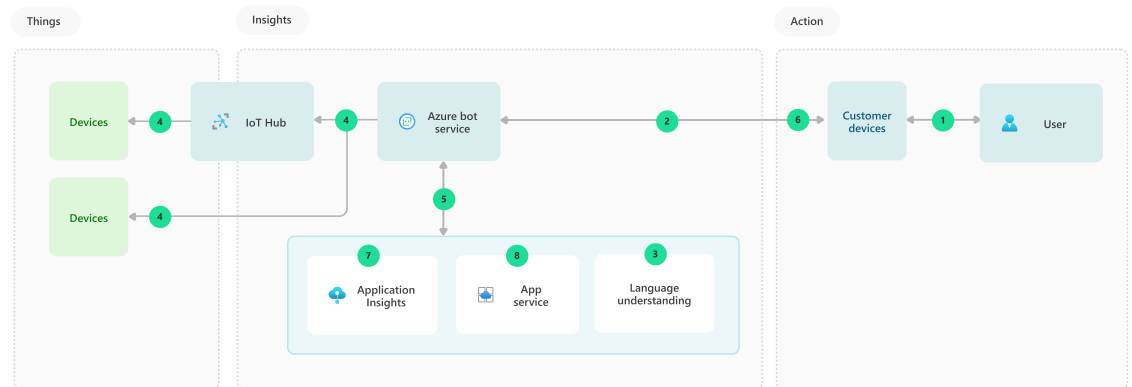 Things
Insights
Action
Devices
4
IoT Hub
4
Azure bot
service
2
6
Customer
devices
1
User
Devices
4
5
7
Application
Insights
8
App
service
3
Language
understanding